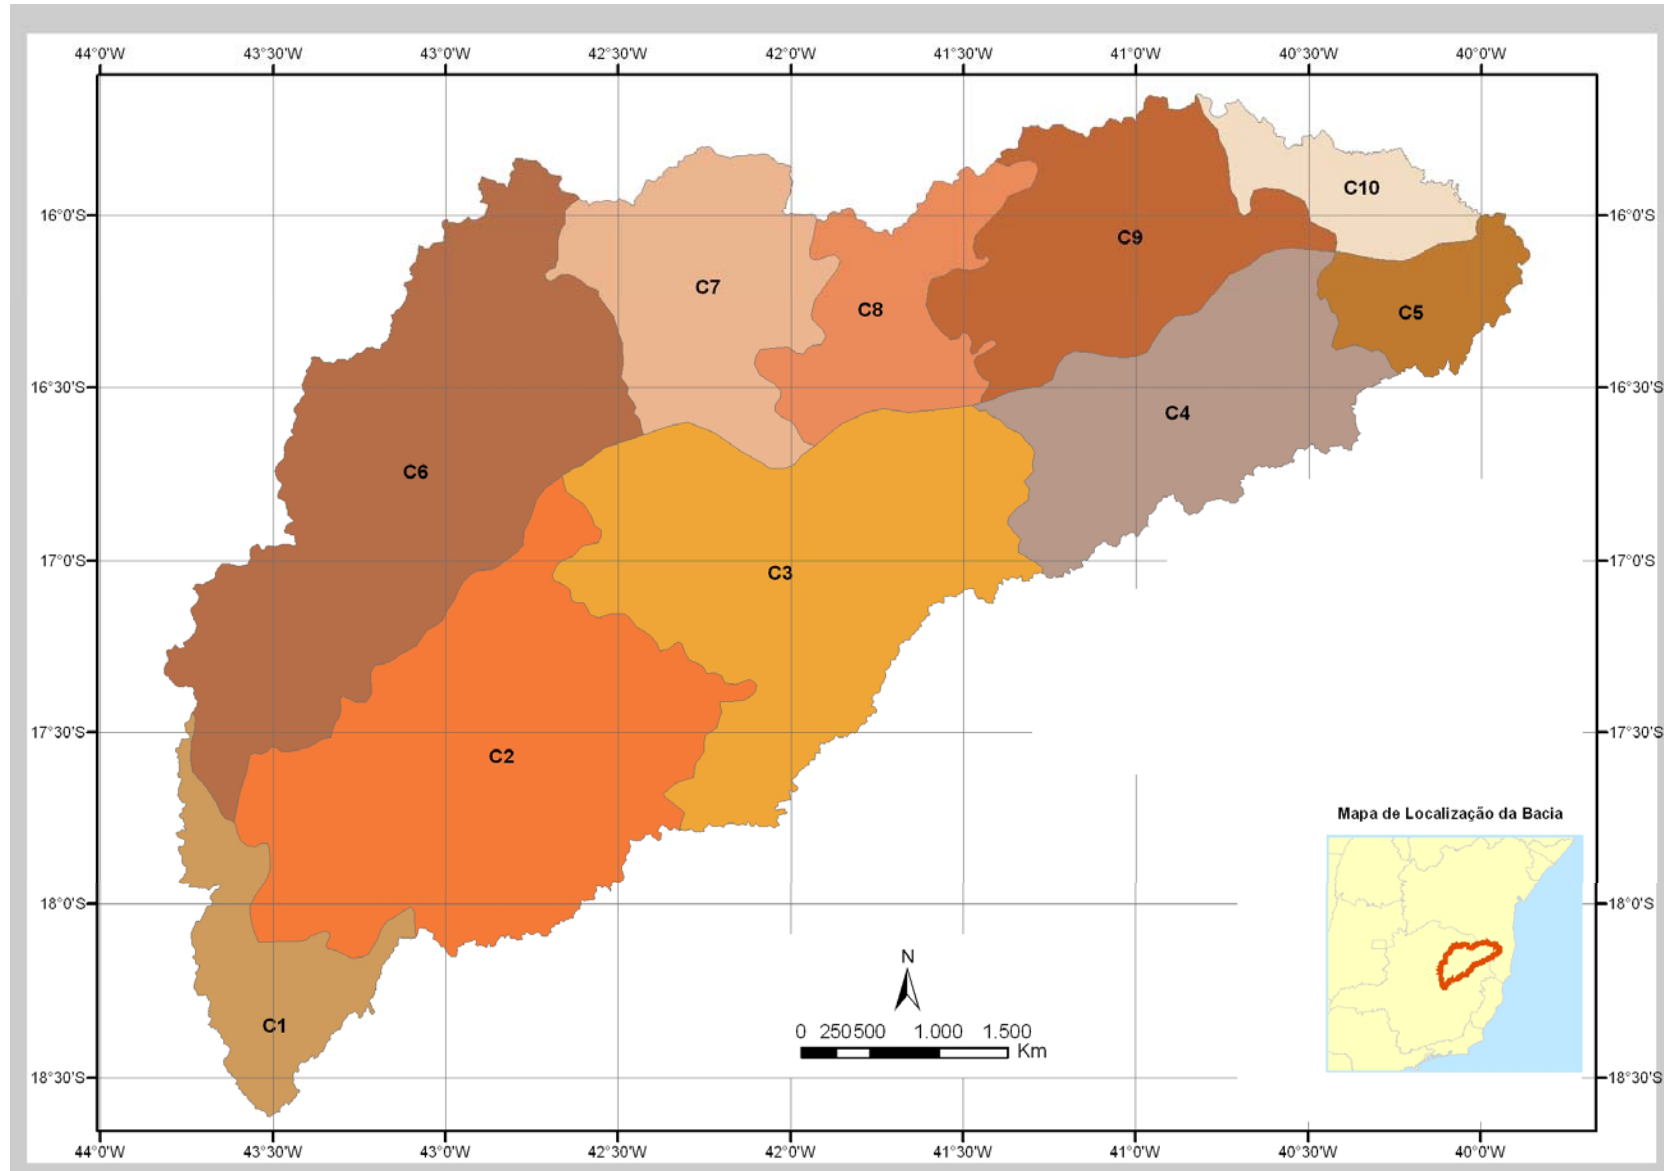 44°0'W 43°30'W 43°0'W 42°30'W 42°0'W 41°30'W 41°0'W 40°30'W 40°0'W
C10
16°0'S 16°0'S
C9
C7
C8
C5
16°30'S 16°30'S
C4
C6
17°0'S 17°0'S
C3
17°30'S 17°30'S
C2
Mapa de Localização da Bacia
18°0'S 18°0'S
N
C1
0 250500 1.000 1.500
Km
18°30'S 18°30'S
44°0'W 43°30'W 43°0'W 42°30'W 42°0'W 41°30'W 41°0'W 40°30'W 40°0'W